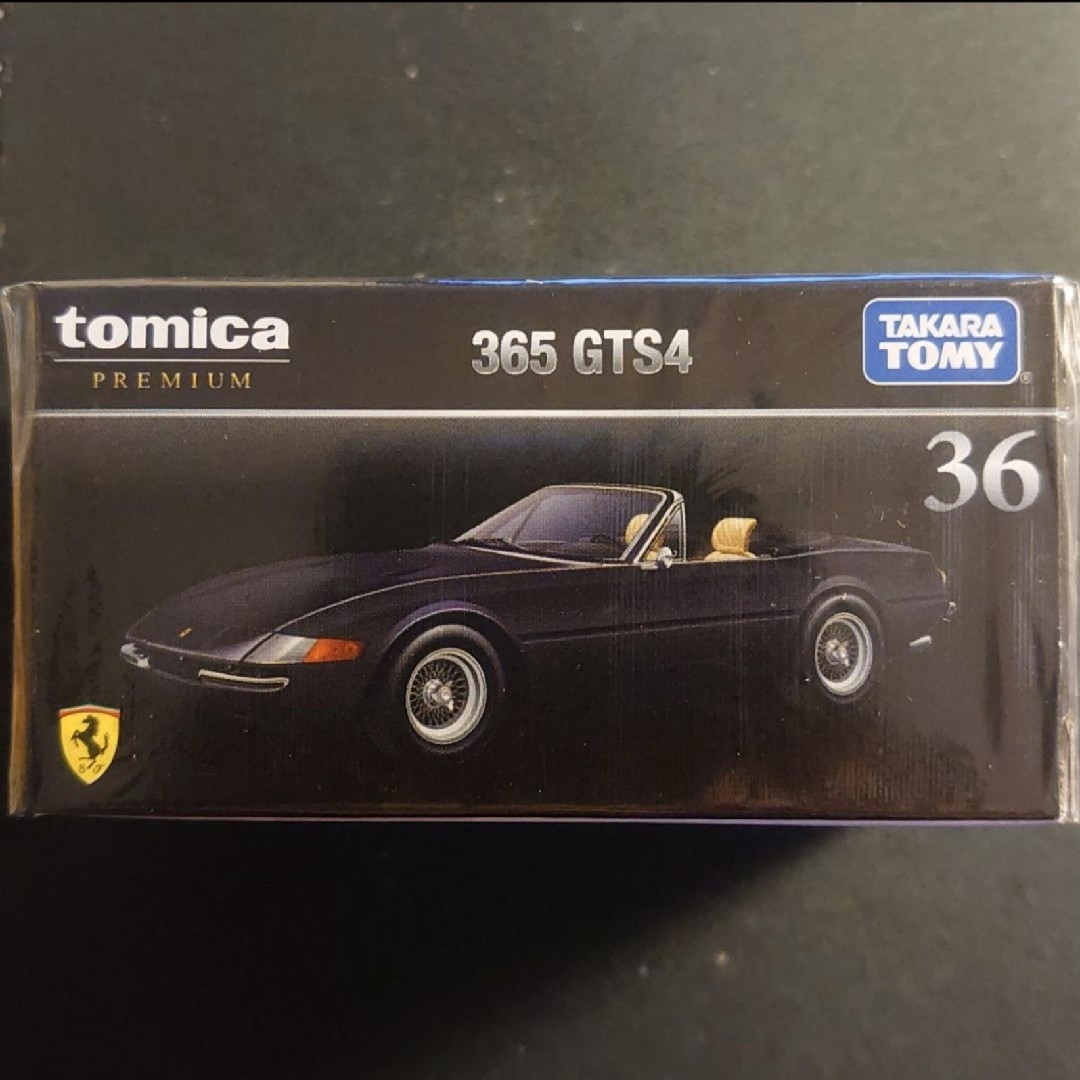 tomica
PREMIUM
365 GTS4
TAKARA
TOMY
®
36